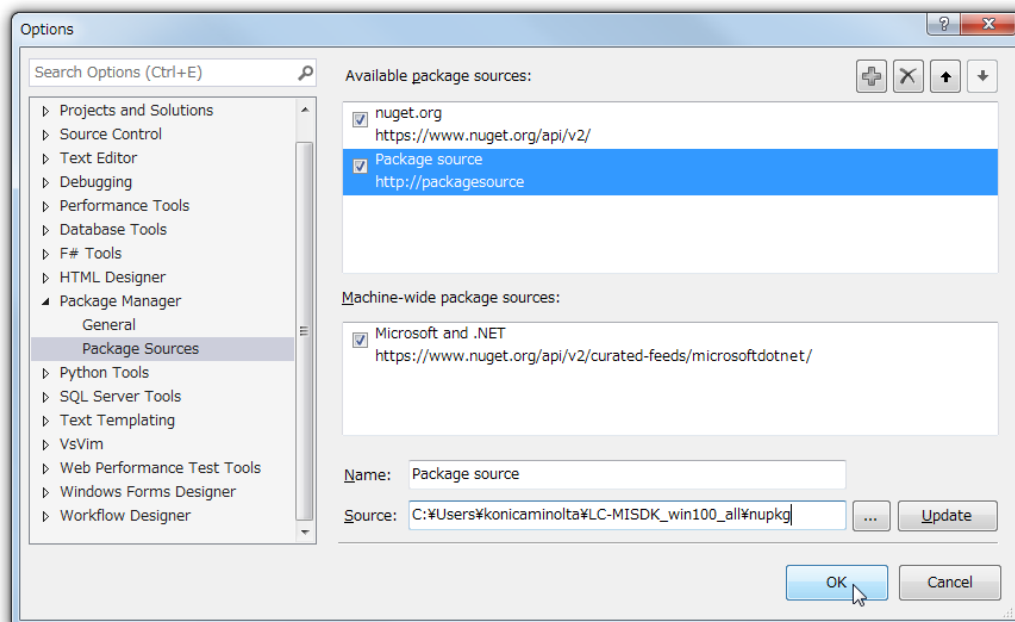 Options
Search Options (Ctrl+E)
Projects and Solutions
Source Control
Text Editor
Debugging
Performance Tools
Database Tools
F# Tools
HTML Designer
Package Manager
General
Package Sources
Python Tools
SQL Server Tools
Text Templating
VsVim
Web Performance Test Tools
Windows Forms Designer
Workflow Designer
Available package sources:
nuget.org
https://www.nuget.org/api/v2/
Package source
http://packagesource
Machine-wide package sources:
Microsoft and .NET
https://www.nuget.org/api/v2/curated-feeds/microsoftdotnet/
Name: Package source
Source: C:¥Users¥konicaminolta¥LC-MISDK_win100_all¥nupkg ... Update
OK Cancel